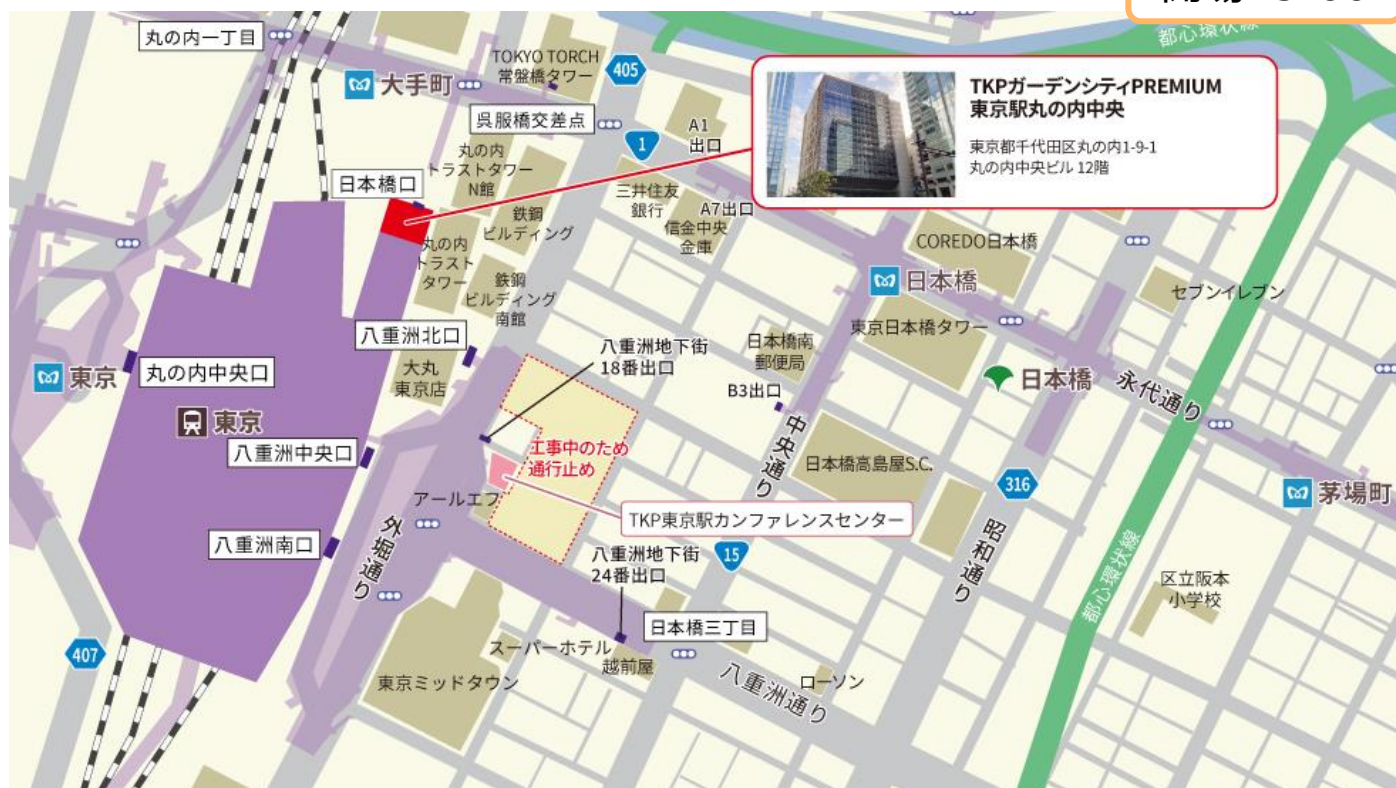 丸の内一丁目
大手町
TOKYO TORCH
常盤橋タワー
405
都心環状線
呉服橋交差点
1
A1
出口
TKPガーデンシティPREMIUM
東京駅丸の内中央
東京都千代田区丸の内1-9-1
丸の内中央ビル 12階
丸の内
トラストタワー
N館
日本橋口
三井住友
銀行
A7出口
信金中央
金庫
鉄鋼
ビルディング
丸の内
トラスト
タワー
COREDO日本橋
鉄鋼
ビルディング
南館
日本橋
セブンイレブン
八重洲北口
八重洲地下街
18番出口
日本橋南
郵便局
東京日本橋タワー
東京
丸の内中央口
大丸
東京店
B3出口
日本橋
永代通り
東京
八重洲中央口
工事中のため
通行止め
中央通り
日本橋高島屋S.C.
316
茅場町
アールエフ
TKP東京駅カンファレンスセンター
外堀通り
八重洲南口
八重洲地下街
24番出口
15
昭和通り
都心環状線
区立阪本
小学校
407
日本橋三丁目
スーパーホテル
越前屋
東京ミッドタウン
八重洲通り
ローソン